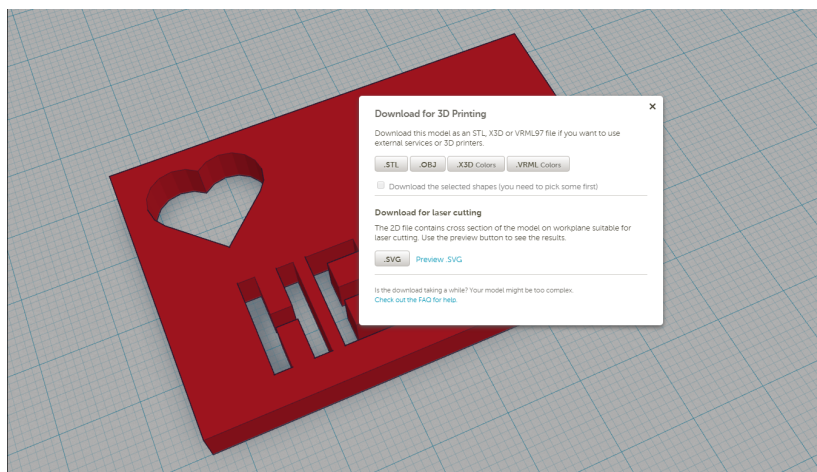 Download for 3D Printing
Download this model as an STL, X3D or VRML97 file if you want to use
external services or 3D printers.
.STL .OBJ .X3D Colors .VRML Colors
Download the selected shapes (you need to pick some first)
Download for laser cutting
The 2D file contains cross section of the model on workplane suitable for
laser cutting. Use the preview button to see the results.
.SVG Preview .SVG
Is the download taking a while? Your model might be too complex.
Check out the FAQ for help.